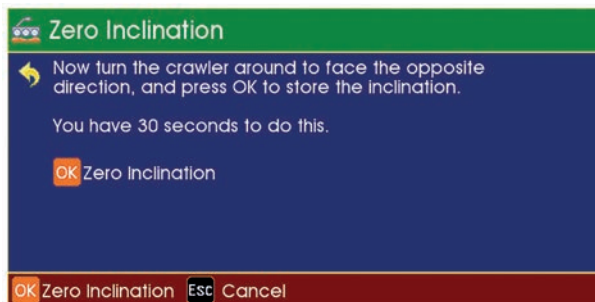 Zero Inclination
Now turn the crawler around to face the opposite
direction, and press OK to store the inclination.
You have 30 seconds to do this.
OK Zero Inclination
OK Zero Inclination Esc Cancel